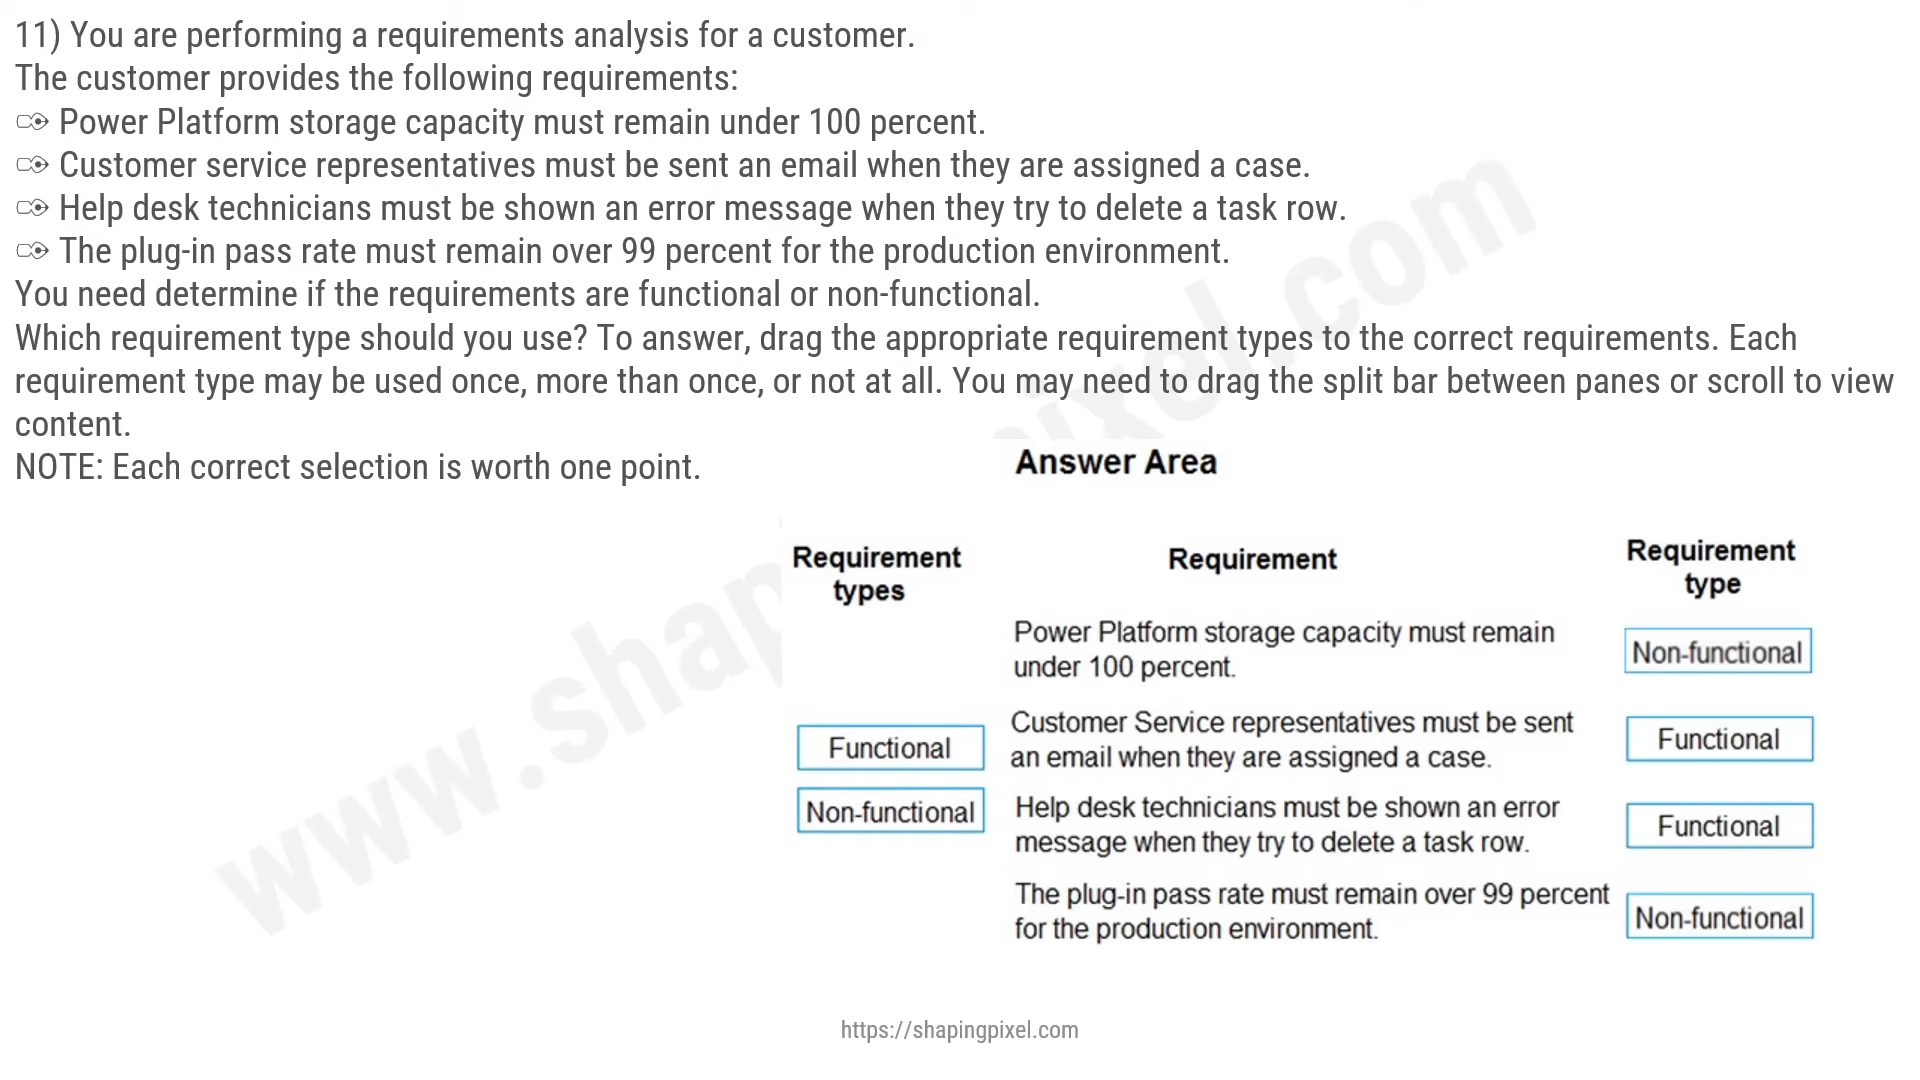 11) You are performing a requirements analysis for a customer.
The customer provides the following requirements:
Power Platform storage capacity must remain under 100 percent.
Customer service representatives must be sent an email when they are assigned a case.
Help desk technicians must be shown an error message when they try to delete a task row.
The plug-in pass rate must remain over 99 percent for the production environment.
You need determine if the requirements are functional or non-functional.
Which requirement type should you use? To answer, drag the appropriate requirement types to the correct requirements. Each
requirement type may be used once, more than once, or not at all. You may need to drag the split bar between panes or scroll to view
content.
NOTE: Each correct selection is worth one point.
Answer Area
Requirement
types
Functional
Non-functional
Requirement
Requirement
type
Power Platform storage capacity must remain
under 100 percent.
Non-functional
Customer Service representatives must be sent
an email when they are assigned a case.
Functional
Help desk technicians must be shown an error
message when they try to delete a task row.
Functional
The plug-in pass rate must remain over 99 percent
for the production environment.
Non-functional
https://shapingpixel.com